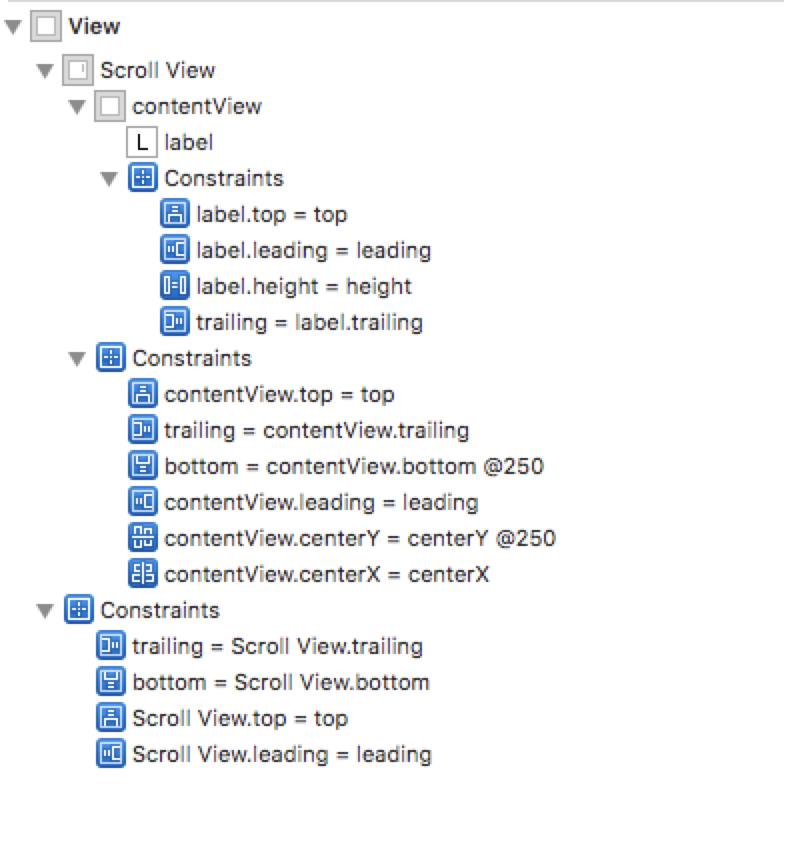 View
Scroll View
contentView
L label
Constraints
label.top = top
label.leading = leading
label.height = height
trailing = label.trailing
Constraints
contentView.top = top
trailing = contentView.trailing
bottom = contentView.bottom @250
contentView.leading = leading
contentView.centerY = centerY @250
contentView.centerX = centerX
Constraints
trailing = Scroll View.trailing
bottom = Scroll View.bottom
Scroll View.top = top
Scroll View.leading = leading